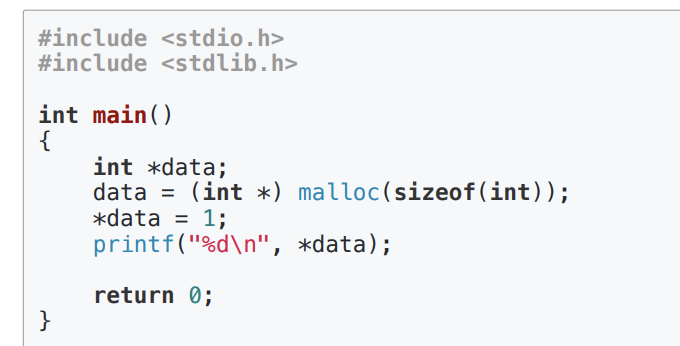 #include <stdio.h>
#include <stdlib.h>
int main()
{
    int *data;
    data = (int *) malloc(sizeof(int));
    *data = 1;
    printf("%d\n", *data);
    return 0;
}